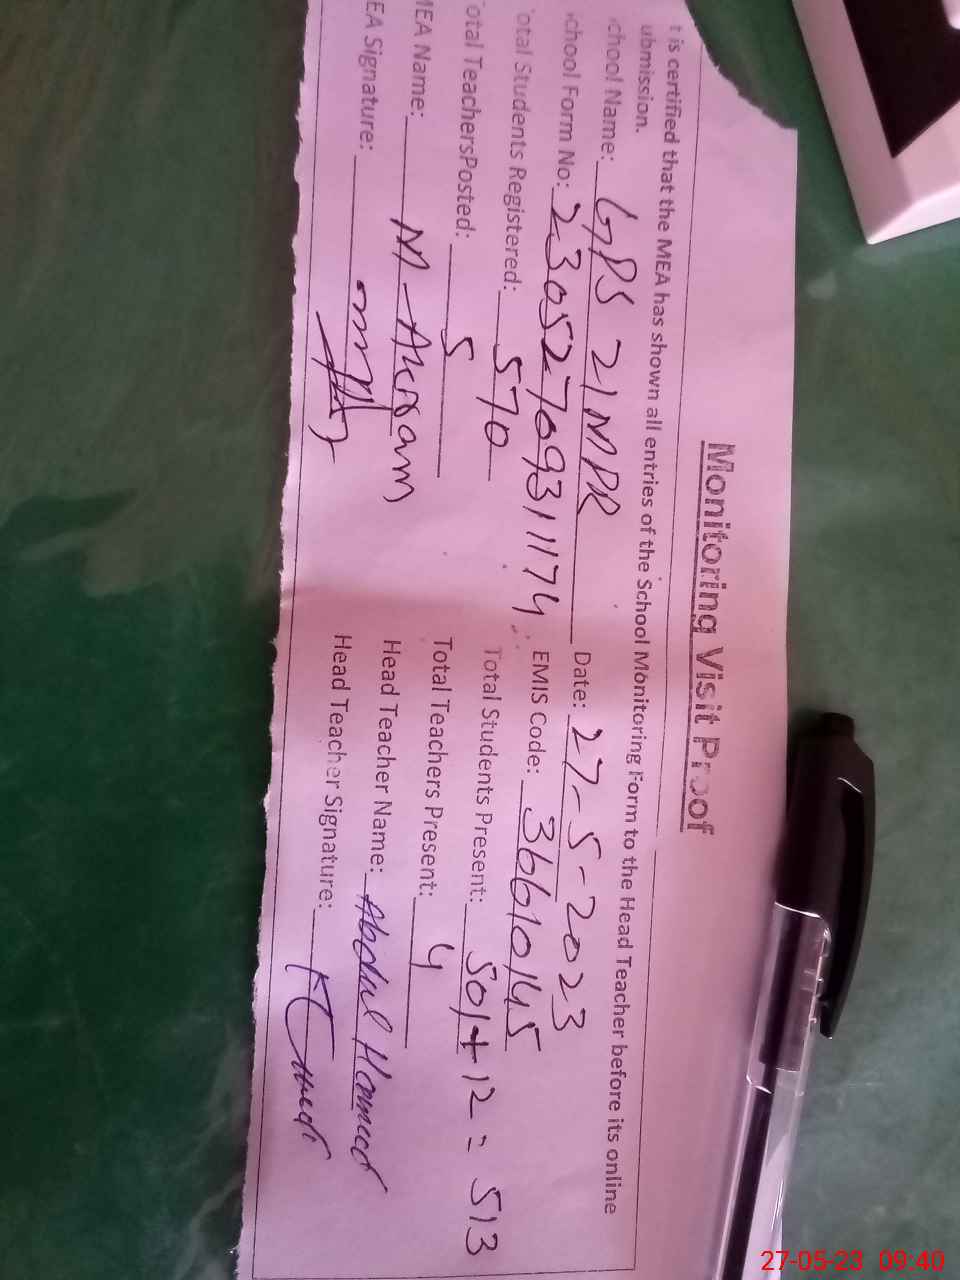 Monitoring Visit Proof
t is certified that the MEA has shown all entries of the School Monitoring Form to the Head Teacher before its online
ubmission.
chool Name: GPS 21MPR Date: 27-5-2023
chool Form No: 2305276931174 EMIS Code: 36610145
otal Students Registered: 570 Total Students Present: 501+12=513
otal TeachersPosted: 5 Total Teachers Present: 4
MEA Name: M-Akram Head Teacher Name: Abdul Hameed
EA Signature: Head Teacher Signature:
27-05-23 09:40